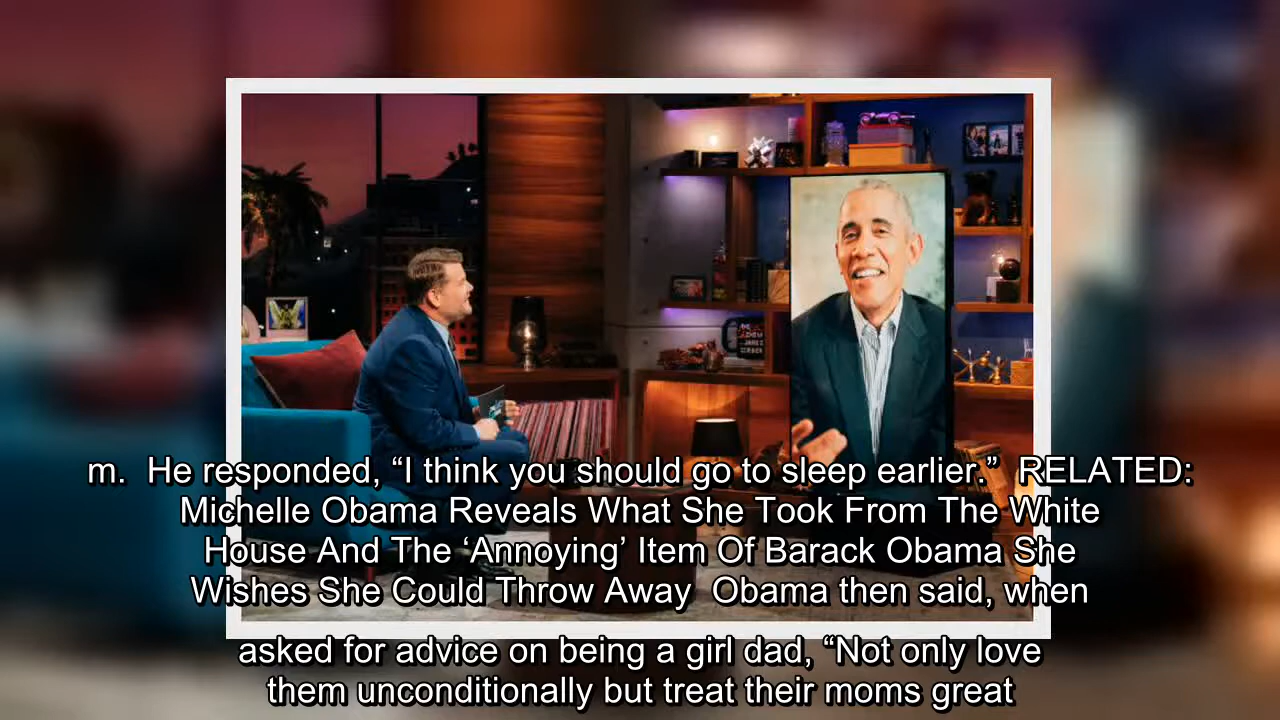 m.  He responded, “I think you should go to sleep earlier.”  RELATED:
Michelle Obama Reveals What She Took From The White
House And The ‘Annoying’ Item Of Barack Obama She
Wishes She Could Throw Away  Obama then said, when
asked for advice on being a girl dad, “Not only love
them unconditionally but treat their moms great